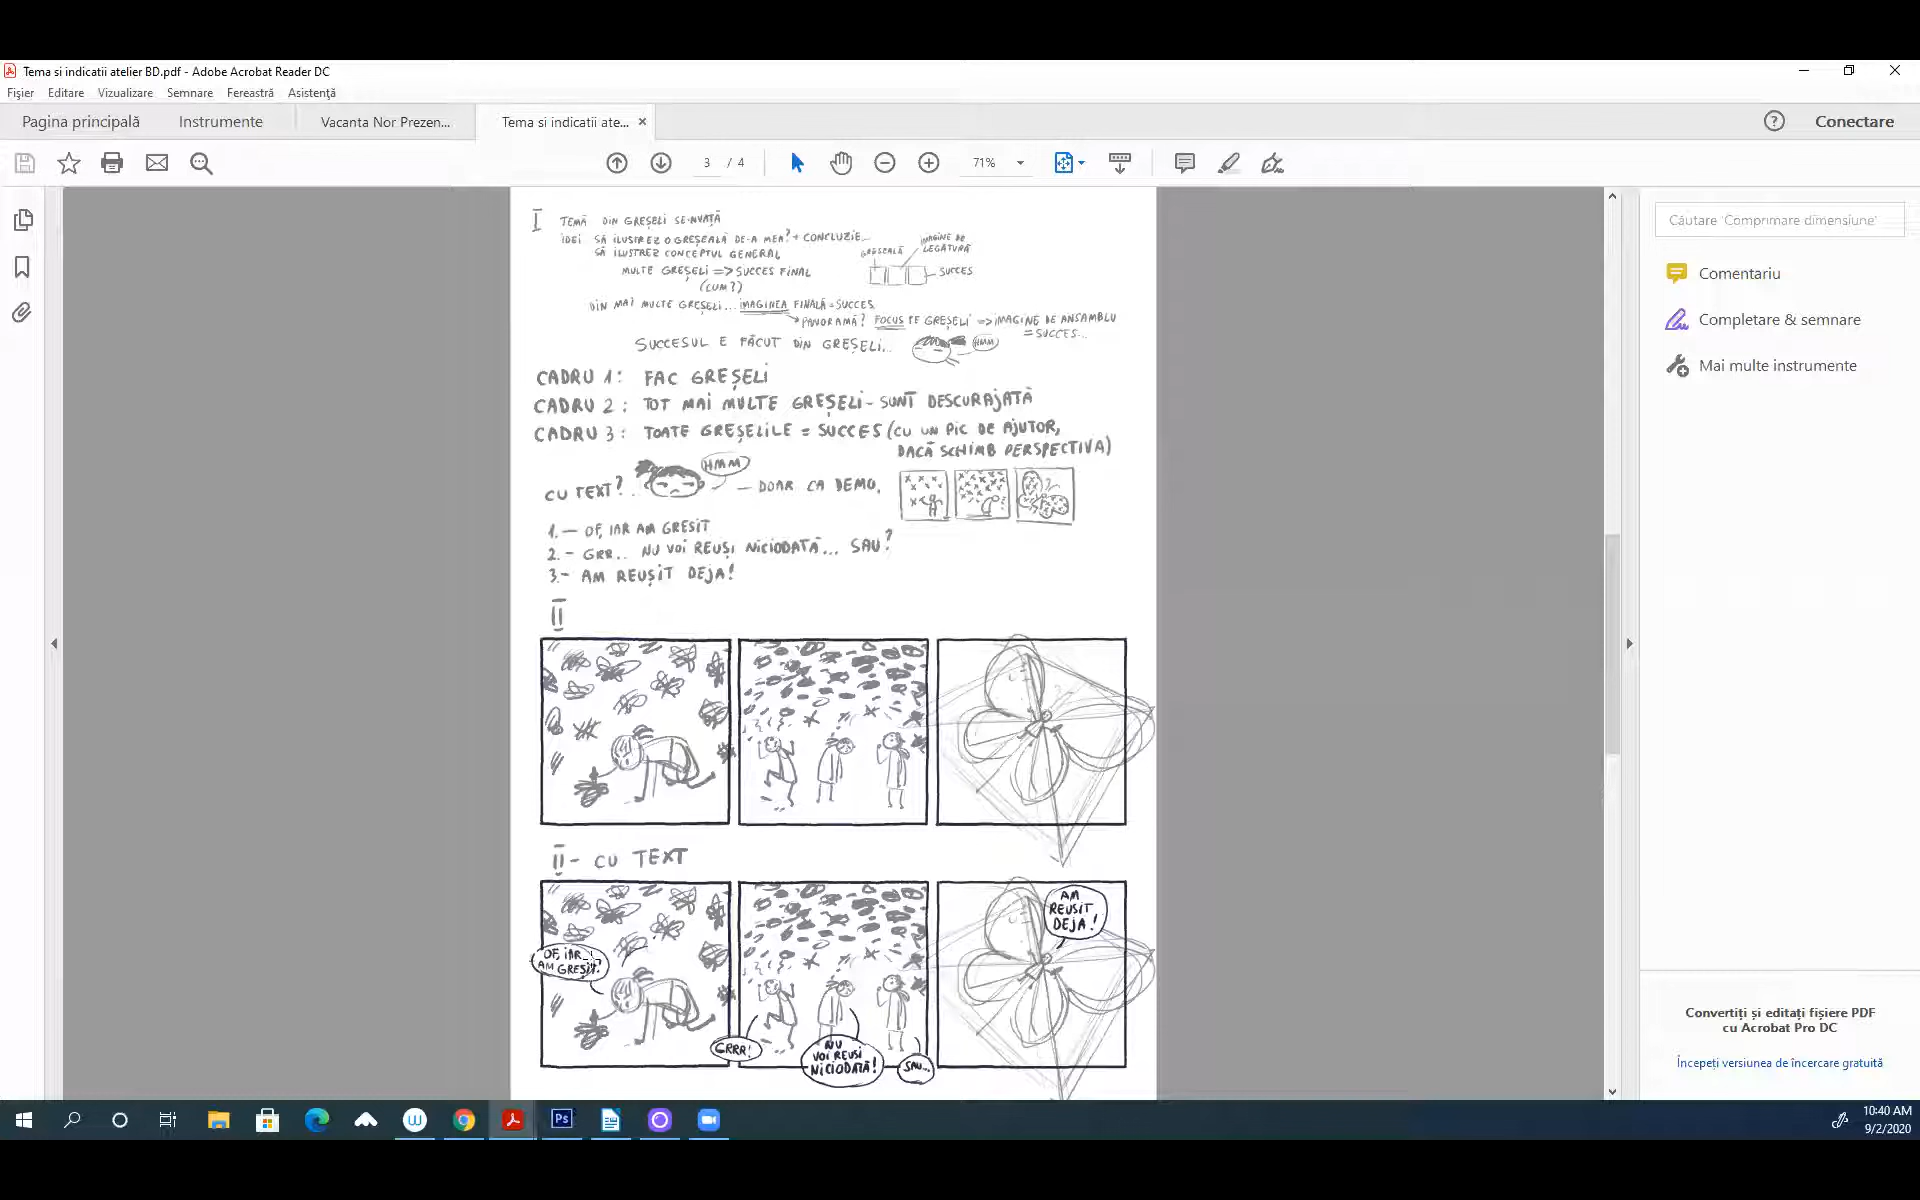 Tema si indicatii atelier BD.pdf - Adobe Acrobat Reader DC
Fișier Editare Vizualizare Semnare Fereastră Asistență
Pagina principală Instrumente Vacanta Nor Prezen... Tema si indicatii ate... × ? Conectare
3 / 4 71%
Căutare 'Comprimare dimensiune'
Comentariu
Completare & semnare
Mai multe instrumente
I TEMĂ DIN GREȘELI SE-NVAȚĂ
IDEI SĂ ILUSTREZ O GREȘEALĂ DE-A MEA? + CONCLUZIE...
SĂ ILUSTREZ CONCEPTUL GENERAL
GREȘEALĂ
IMAGINE DE
LEGĂTURĂ
SUCCES
MULTE GREȘELI => SUCCES FINAL
(CUM?)
DIN MAI MULTE GREȘELI... IMAGINEA FINALĂ = SUCCES
PANORAMĂ? FOCUS PE GREȘELI => IMAGINE DE ANSAMBLU
= SUCCES...
SUCCESUL E FĂCUT DIN GREȘELI...
HMM
CADRU 1: FAC GREȘELI
CADRU 2: TOT MAI MULTE GREȘELI - SUNT DESCURAJATĂ
CADRU 3: TOATE GREȘELILE = SUCCES (CU UN PIC DE AJUTOR,
DACĂ SCHIMB PERSPECTIVA)
CU TEXT? HMM — DOAR CA DEMO.
1. — OF, IAR AM GRESIT
2. - GRR.. NU VOI REUȘI NICIODATĂ... SAU?
3. - AM REUȘIT DEJA!
II
II - CU TEXT
OF, IAR
AM GREȘIT!
GRRR!
NU
VOI REUSI
NICIODATĂ!
SAU...
AM
REUSIT
DEJA!
Convertiți și editați fișiere PDF
cu Acrobat Pro DC
Începeți versiunea de încercare gratuită
10:40 AM
9/2/2020